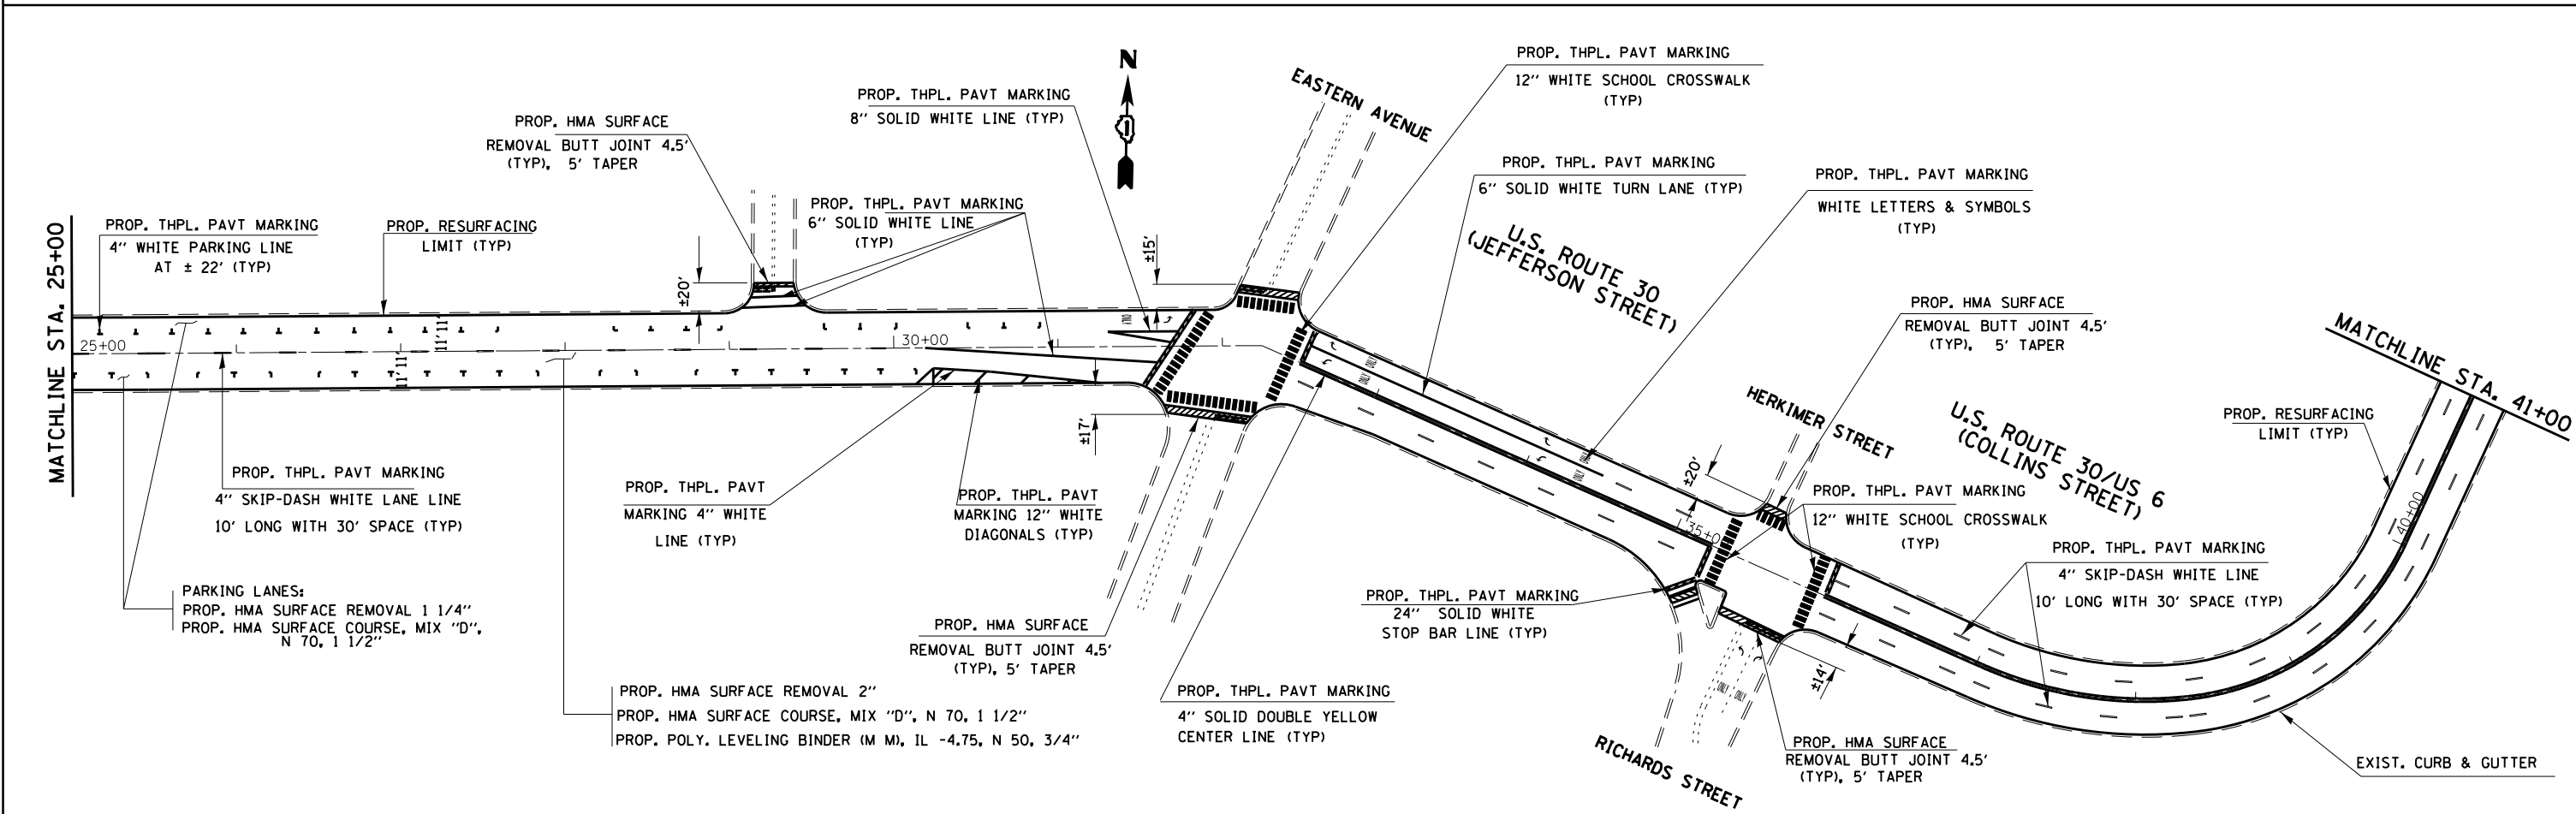 N
PROP. THPL. PAVT MARKING
12" WHITE SCHOOL CROSSWALK
(TYP)
EASTERN AVENUE
PROP. THPL. PAVT MARKING
8" SOLID WHITE LINE (TYP)
PROP. HMA SURFACE
REMOVAL BUTT JOINT 4.5'
(TYP), 5' TAPER
PROP. THPL. PAVT MARKING
6" SOLID WHITE TURN LANE (TYP)
PROP. THPL. PAVT MARKING
WHITE LETTERS & SYMBOLS
(TYP)
PROP. THPL. PAVT MARKING
6" SOLID WHITE LINE
(TYP)
MATCHLINE STA. 25+00
PROP. THPL. PAVT MARKING
4" WHITE PARKING LINE
AT ± 22' (TYP)
PROP. RESURFACING
LIMIT (TYP)
±20'
±15'
U.S. ROUTE 30
(JEFFERSON STREET)
PROP. HMA SURFACE
REMOVAL BUTT JOINT 4.5'
(TYP), 5' TAPER
MATCHLINE STA. 41+00
25+00
11' 11'
11' 11'
30+00
ONLY
ONLY
ONLY
ONLY
ONLY
±17'
HERKIMER STREET
U.S. ROUTE 30/US 6
(COLLINS STREET)
PROP. RESURFACING
LIMIT (TYP)
±20'
35+0
40+00
PROP. THPL. PAVT MARKING
4" SKIP-DASH WHITE LANE LINE
10' LONG WITH 30' SPACE (TYP)
PROP. THPL. PAVT
MARKING 4" WHITE
LINE (TYP)
PROP. THPL. PAVT
MARKING 12" WHITE
DIAGONALS (TYP)
PROP. THPL. PAVT MARKING
12" WHITE SCHOOL CROSSWALK
(TYP)
PROP. THPL. PAVT MARKING
4" SKIP-DASH WHITE LINE
10' LONG WITH 30' SPACE (TYP)
PARKING LANES:
PROP. HMA SURFACE REMOVAL 1 1/4"
PROP. HMA SURFACE COURSE, MIX "D",
N 70, 1 1/2"
PROP. HMA SURFACE
REMOVAL BUTT JOINT 4.5'
(TYP), 5' TAPER
PROP. THPL. PAVT MARKING
24" SOLID WHITE
STOP BAR LINE (TYP)
±14'
ONLY
ONLY
PROP. HMA SURFACE REMOVAL 2"
PROP. HMA SURFACE COURSE, MIX "D", N 70, 1 1/2"
PROP. POLY. LEVELING BINDER (M M), IL -4.75, N 50, 3/4"
PROP. THPL. PAVT MARKING
4" SOLID DOUBLE YELLOW
CENTER LINE (TYP)
RICHARDS STREET
PROP. HMA SURFACE
REMOVAL BUTT JOINT 4.5'
(TYP), 5' TAPER
EXIST. CURB & GUTTER